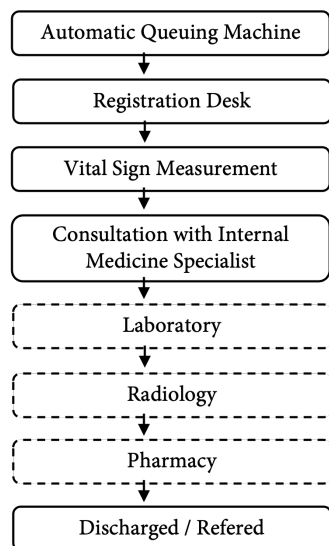 Automatic Queuing Machine
Registration Desk
Vital Sign Measurement
Consultation with Internal
Medicine Specialist
Laboratory
Radiology
Pharmacy
Discharged / Refered